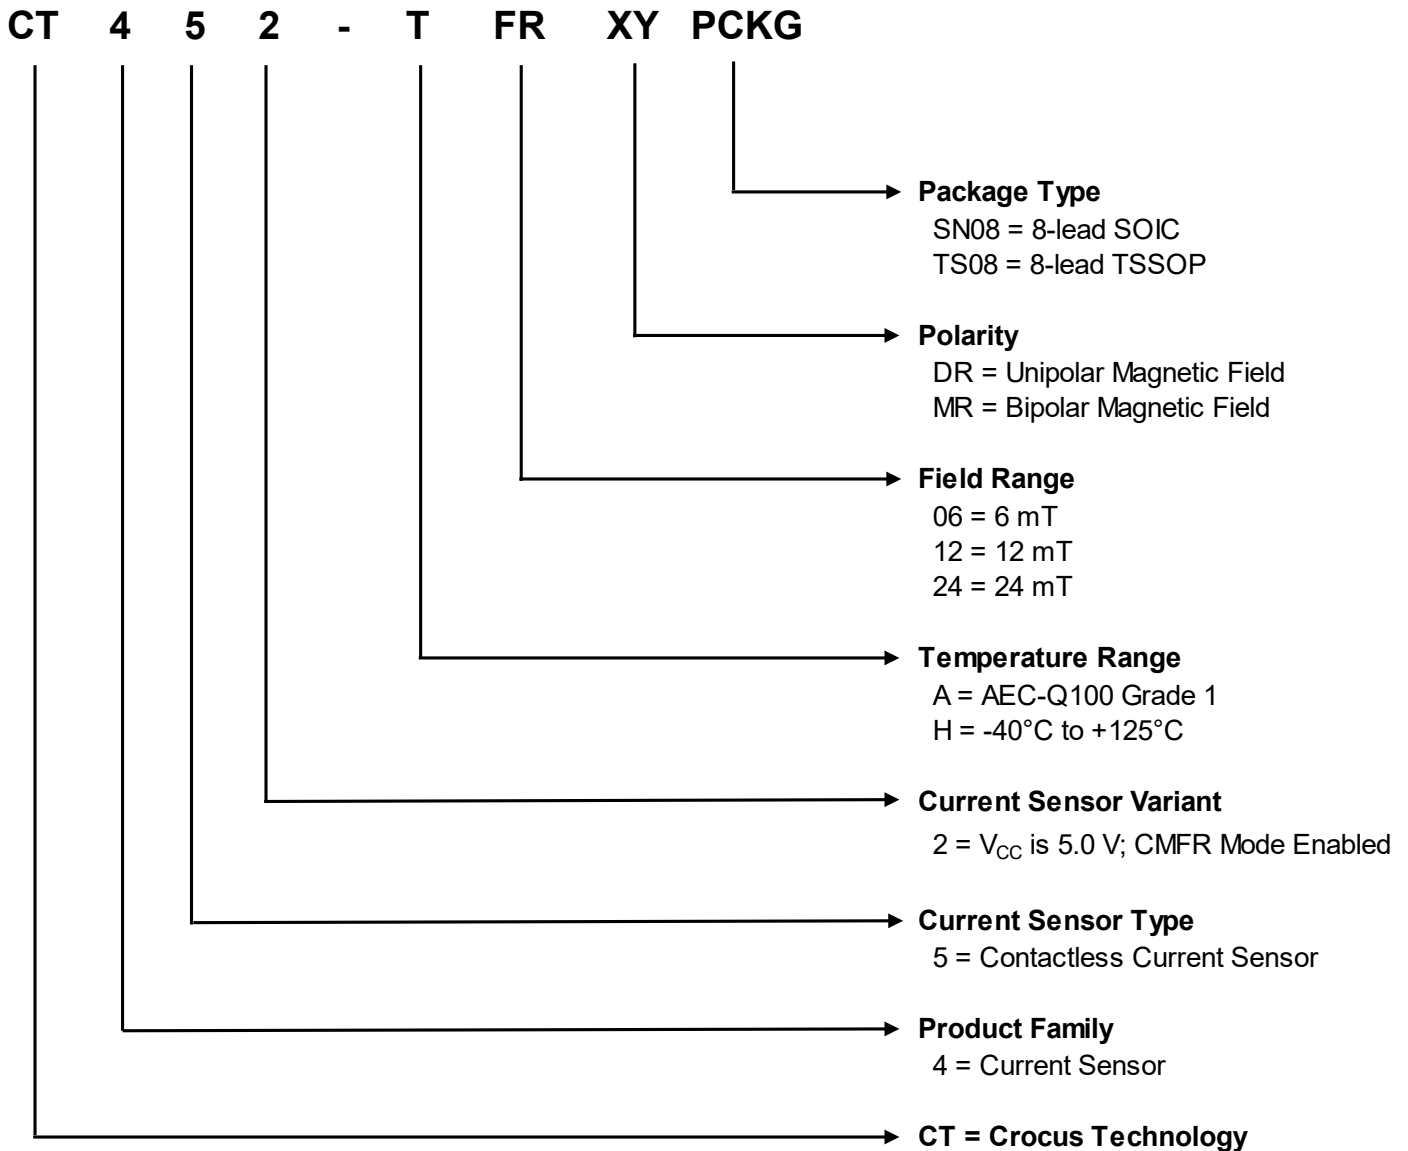 CT 4 5 2 - T FR XY PCKG
Package Type
SN08 = 8-lead SOIC
TS08 = 8-lead TSSOP
Polarity
DR = Unipolar Magnetic Field
MR = Bipolar Magnetic Field
Field Range
06 = 6 mT
12 = 12 mT
24 = 24 mT
Temperature Range
A = AEC-Q100 Grade 1
H = -40°C to +125°C
Current Sensor Variant
2 = VCC is 5.0 V; CMFR Mode Enabled
Current Sensor Type
5 = Contactless Current Sensor
Product Family
4 = Current Sensor
CT = Crocus Technology